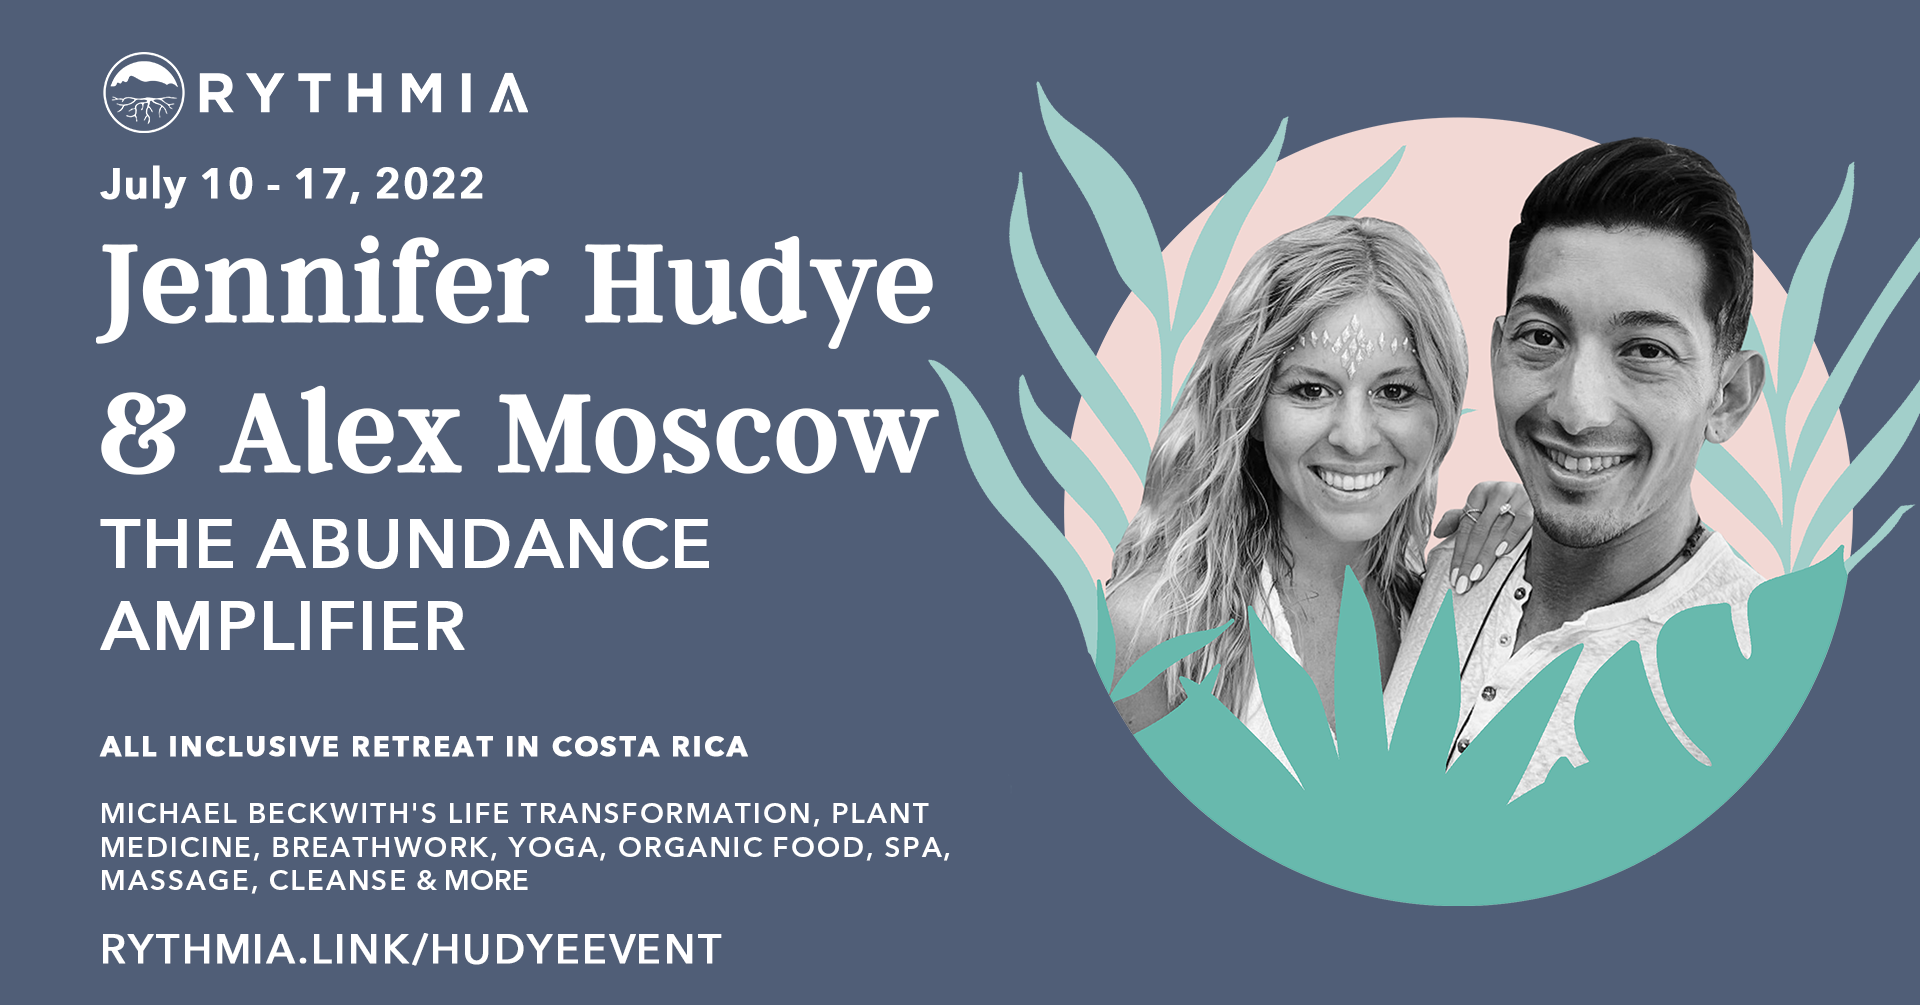 RYTHMIA
July 10 - 17, 2022
Jennifer Hudye
& Alex Moscow
THE ABUNDANCE
AMPLIFIER
ALL INCLUSIVE RETREAT IN COSTA RICA
MICHAEL BECKWITH'S LIFE TRANSFORMATION, PLANT
MEDICINE, BREATHWORK, YOGA, ORGANIC FOOD, SPA,
MASSAGE, CLEANSE & MORE
RYTHMIA.LINK/HUDYEEVENT